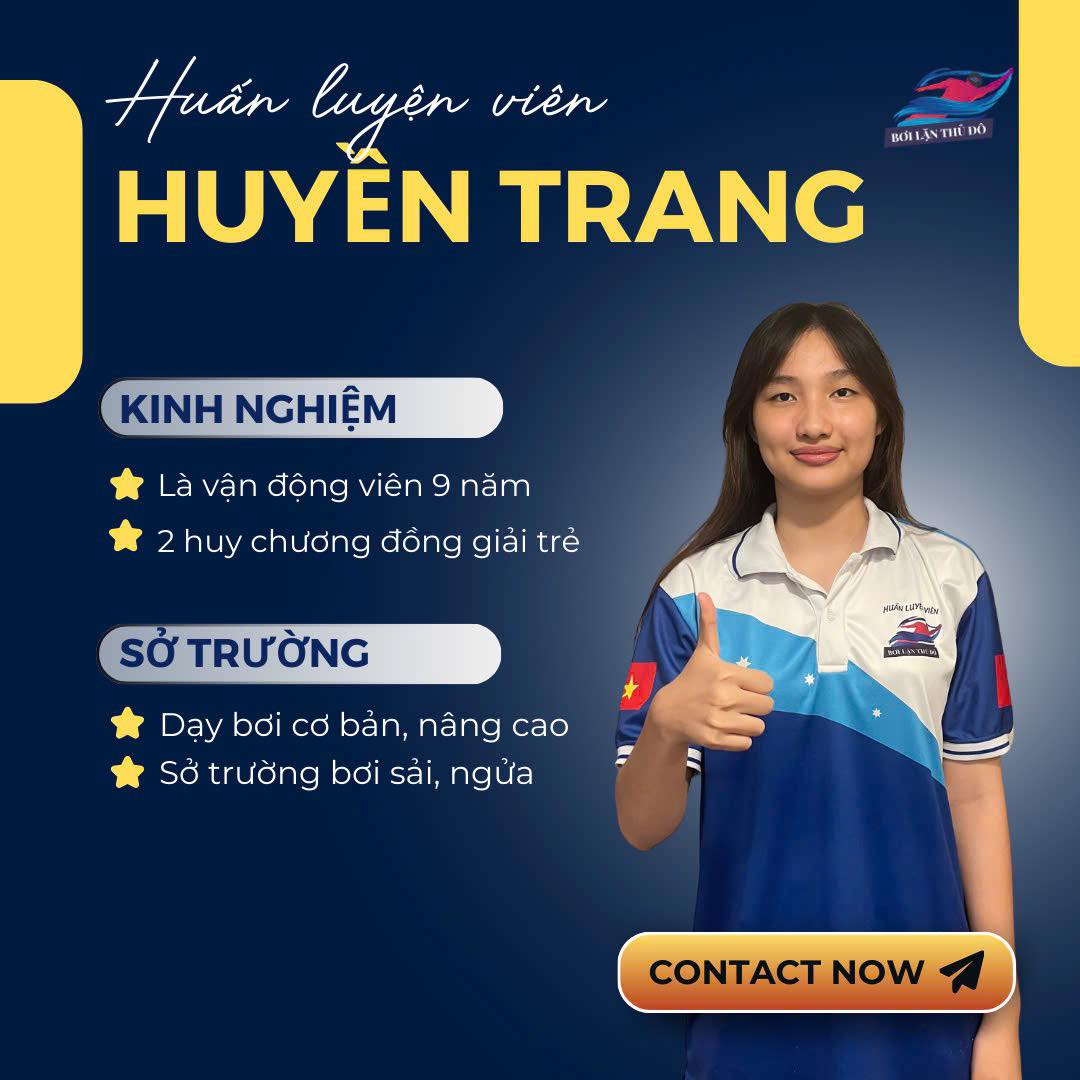 Huấn luyện viên
BƠI LẶN THỦ ĐÔ
HUYỀN TRANG
KINH NGHIỆM
Là vận động viên 9 năm
2 huy chương đồng giải trẻ
SỞ TRƯỜNG
Dạy bơi cơ bản, nâng cao
Sở trường bơi sải, ngửa
HUẤN LUYỆN VIÊN
BƠI LẶN THỦ ĐÔ
CONTACT NOW